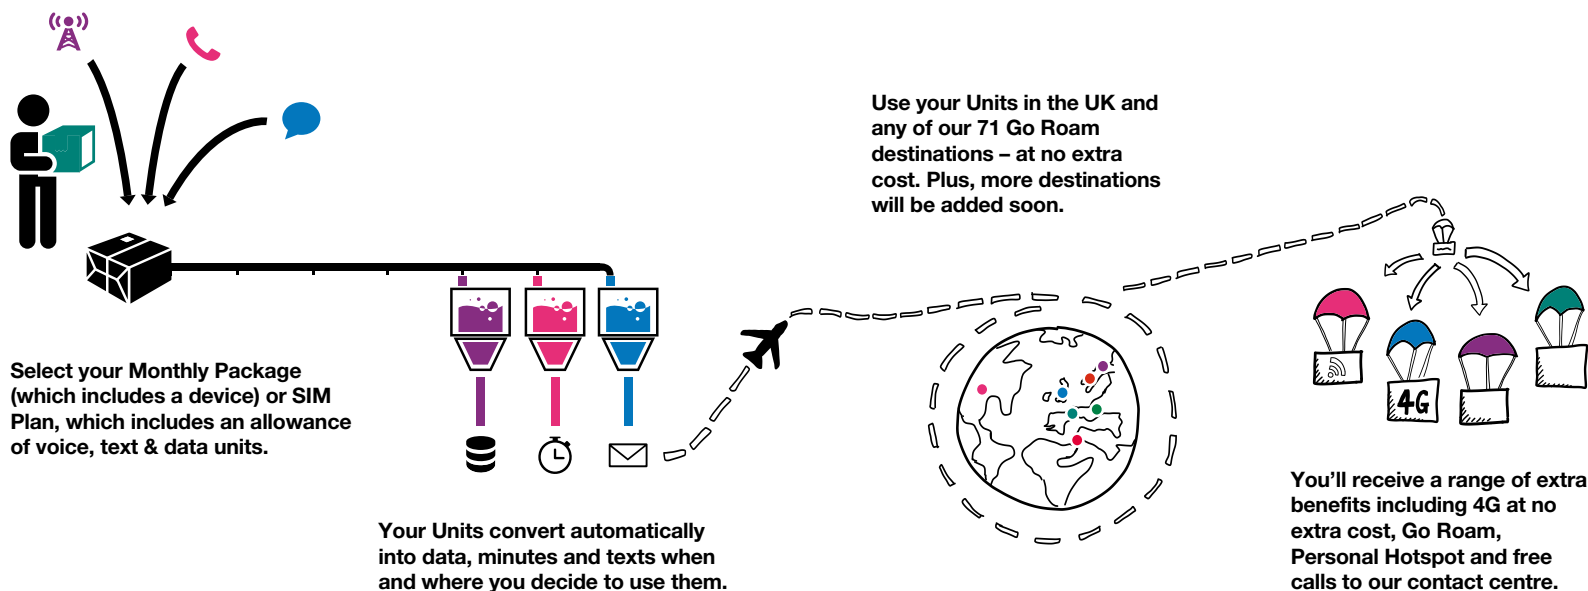 Select your Monthly Package
(which includes a device) or SIM
Plan, which includes an allowance
of voice, text & data units.
Your Units convert automatically
into data, minutes and texts when
and where you decide to use them.
Use your Units in the UK and
any of our 71 Go Roam
destinations – at no extra
cost. Plus, more destinations
will be added soon.
4G
You’ll receive a range of extra
benefits including 4G at no
extra cost, Go Roam,
Personal Hotspot and free
calls to our contact centre.